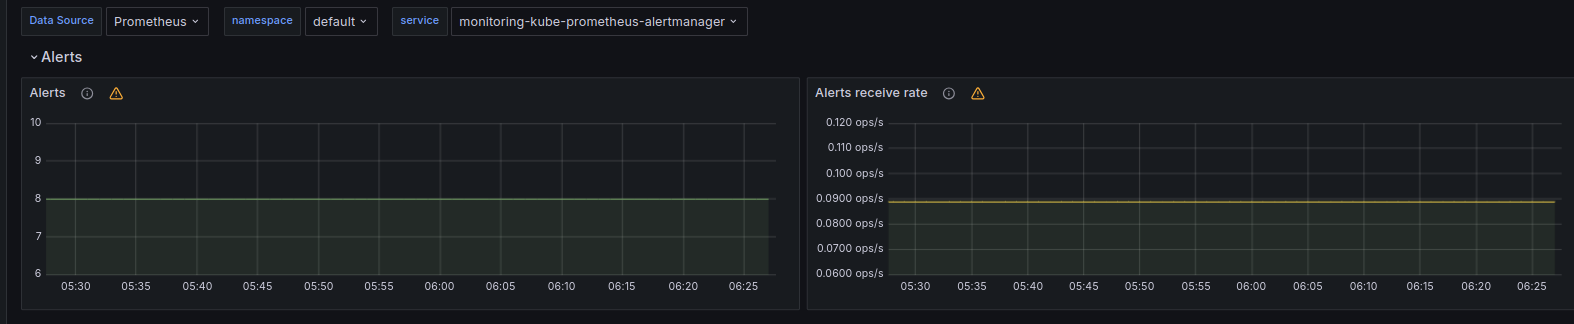 Data Source Prometheus namespace default service monitoring-kube-prometheus-alertmanager
Alerts
Alerts
10
9
8
7
6
05:30 05:35 05:40 05:45 05:50 05:55 06:00 06:05 06:10 06:15 06:20 06:25
Alerts receive rate
0.120 ops/s
0.110 ops/s
0.100 ops/s
0.0900 ops/s
0.0800 ops/s
0.0700 ops/s
0.0600 ops/s
05:30 05:35 05:40 05:45 05:50 05:55 06:00 06:05 06:10 06:15 06:20 06:25